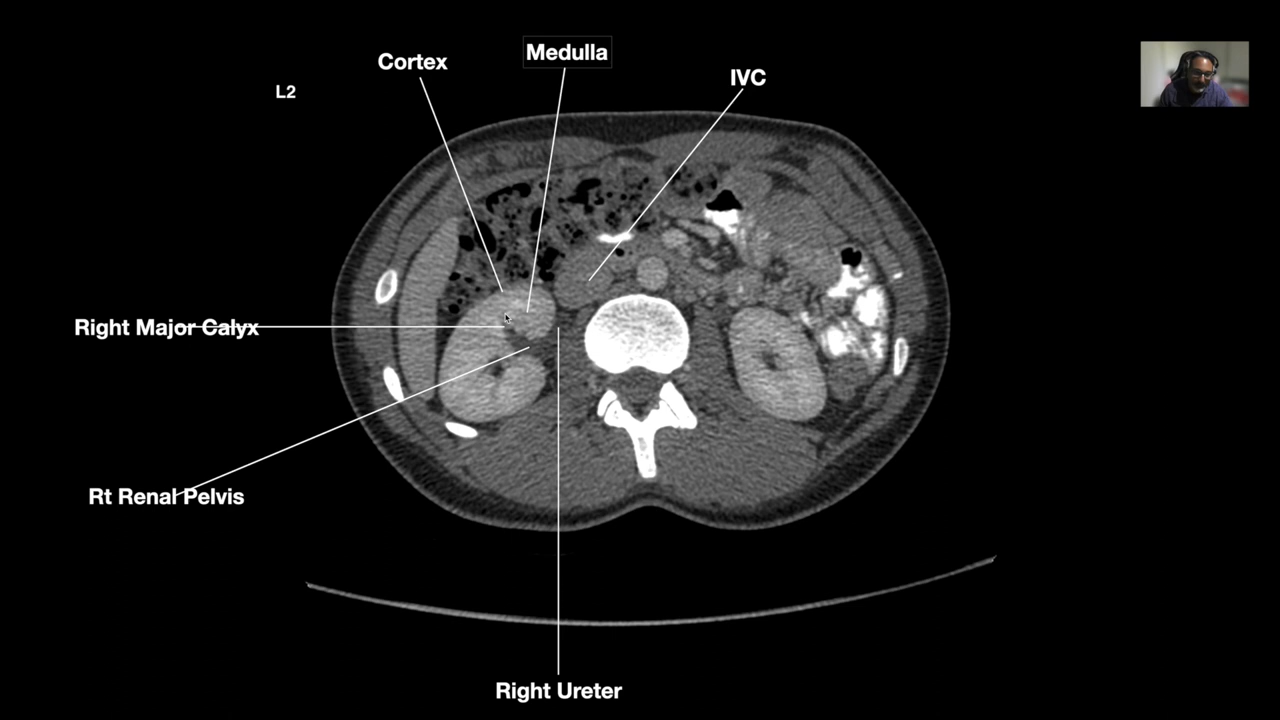 Medulla
Cortex
IVC
L2
Right Major Calyx
Rt Renal Pelvis
Right Ureter